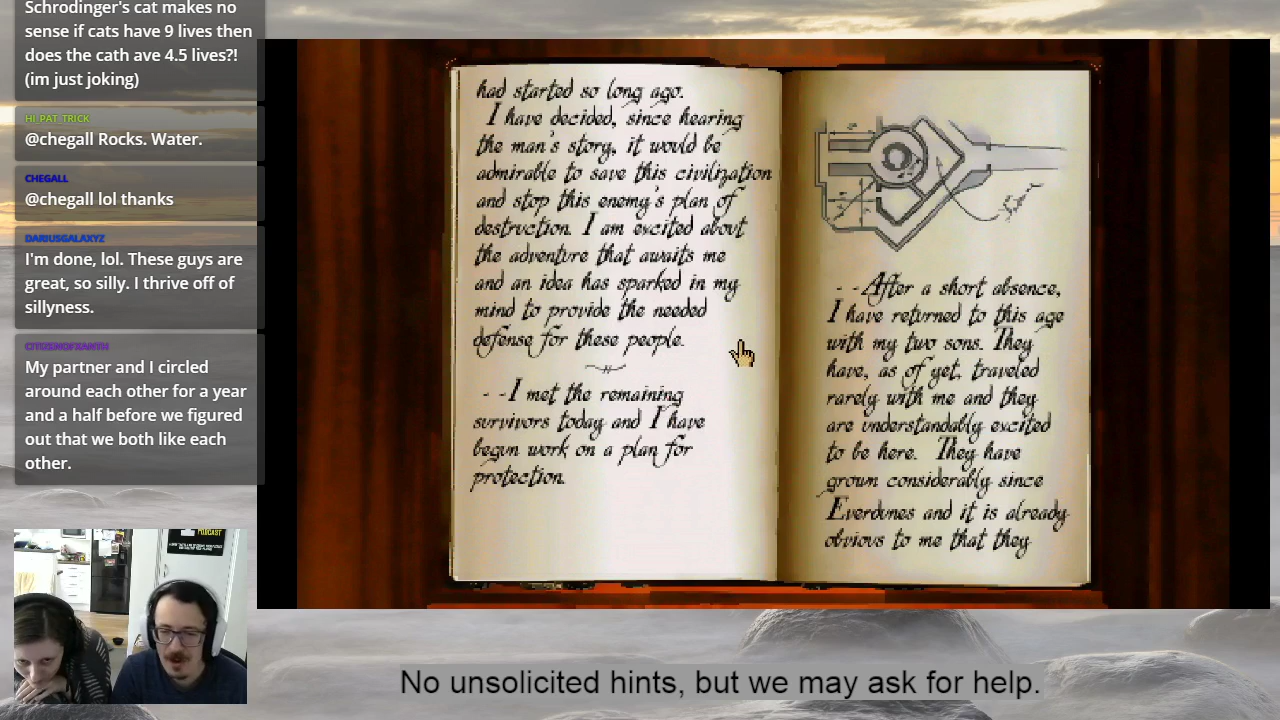 Schrodinger's cat makes no
sense if cats have 9 lives then
does the cath ave 4.5 lives?!
(im just joking)
HI_PAT_TRICK
@chegall Rocks. Water.
CHEGALL
@chegall lol thanks
DARIUSGALAXYZ
I'm done, lol. These guys are
great, so silly. I thrive off of
sillyness.
CITIZENOFXANTH
My partner and I circled
around each other for a year
and a half before we figured
out that we both like each
other.
had started so long ago.
I have decided, since hearing
the man's story, it would be
admirable to save this civilization
and stop this enemy's plan of
destruction. I am excited about
the adventure that awaits me
and an idea has sparked in my
mind to provide the needed
defense for these people.
- -I met the remaining
survivors today and I have
begun work on a plan for
protection.
- -After a short absence,
I have returned to this age
with my two sons. They
have, as of yet, traveled
rarely with me and they
are understandably excited
to be here. They have
grown considerably since
Everdunes and it is already
obvious to me that they
PODCAST
No unsolicited hints, but we may ask for help.